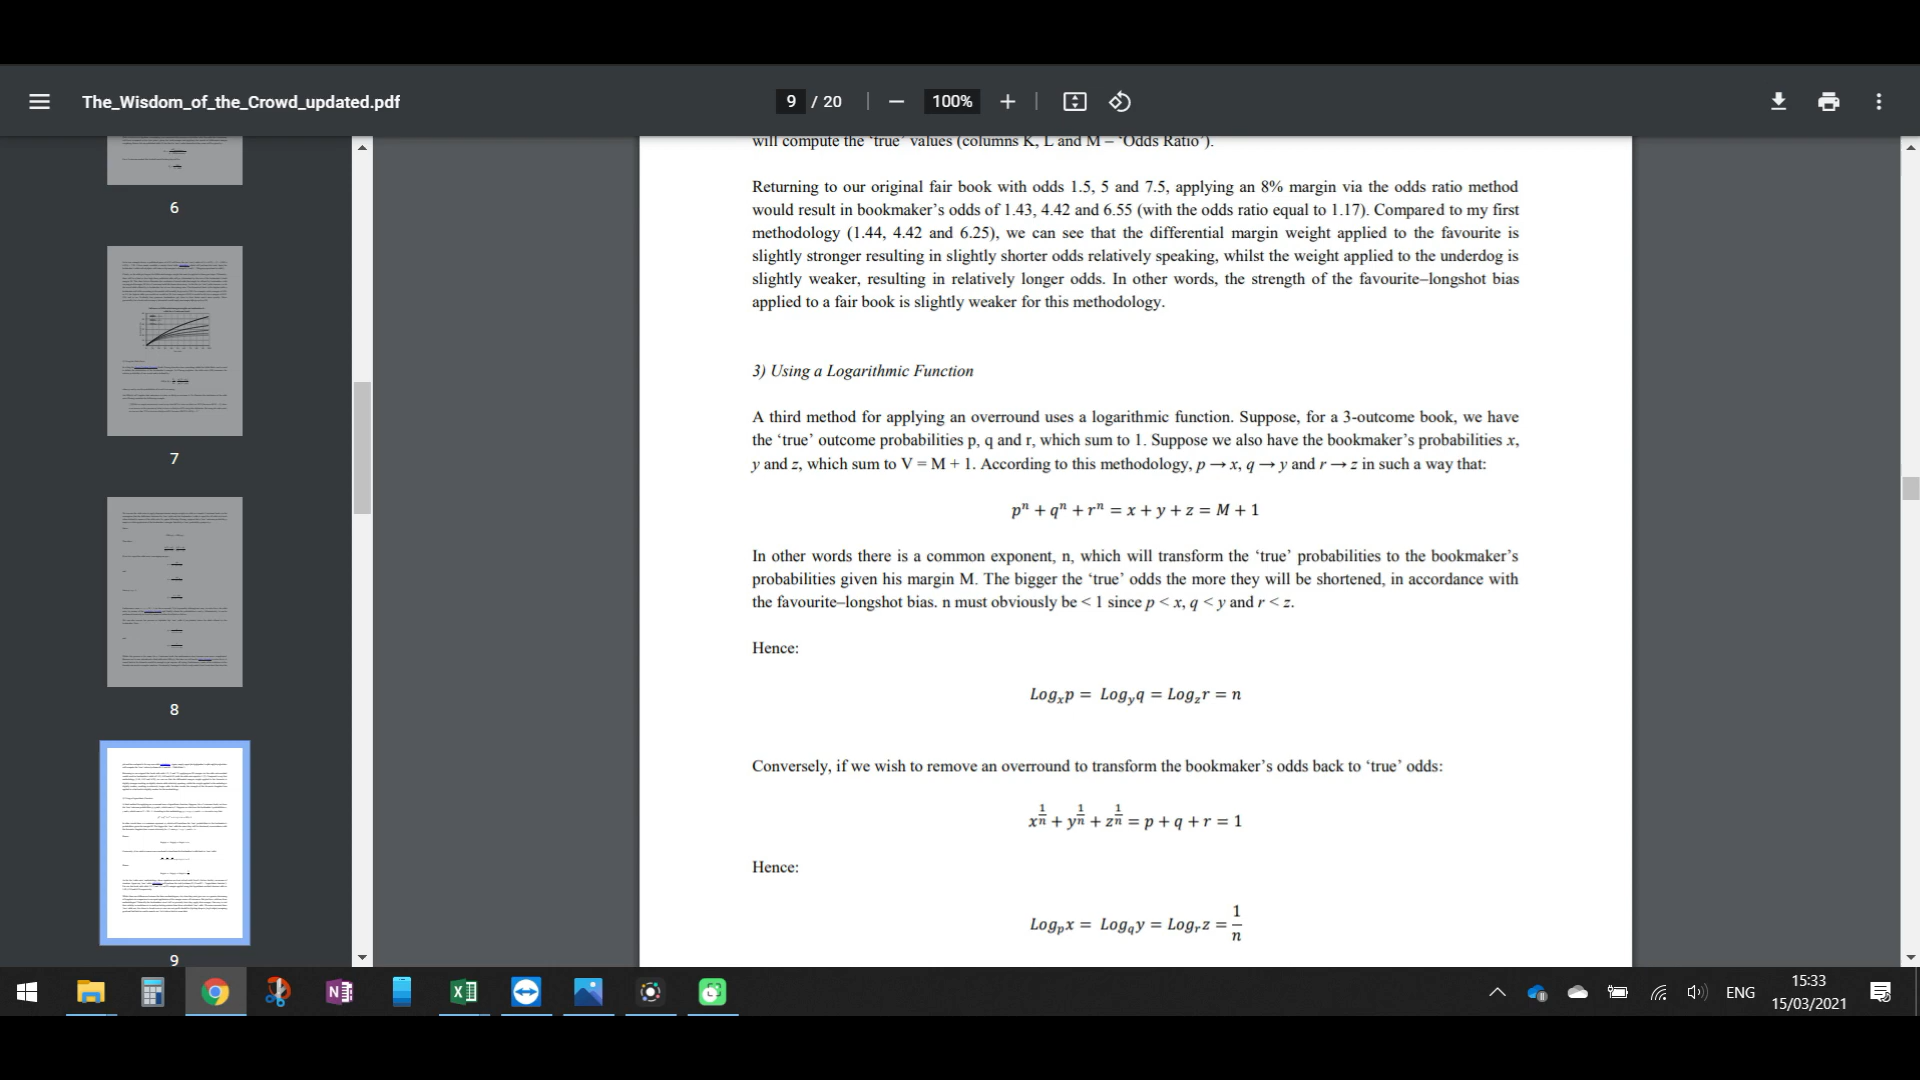 The_Wisdom_of_the_Crowd_updated.pdf
9 / 20
100%
6
7
8
9
will compute the 'true' values (columns K, L and M – 'Odds Ratio').
Returning to our original fair book with odds 1.5, 5 and 7.5, applying an 8% margin via the odds ratio method
would result in bookmaker's odds of 1.43, 4.42 and 6.55 (with the odds ratio equal to 1.17). Compared to my first
methodology (1.44, 4.42 and 6.25), we can see that the differential margin weight applied to the favourite is
slightly stronger resulting in slightly shorter odds relatively speaking, whilst the weight applied to the underdog is
slightly weaker, resulting in relatively longer odds. In other words, the strength of the favourite–longshot bias
applied to a fair book is slightly weaker for this methodology.
3) Using a Logarithmic Function
A third method for applying an overround uses a logarithmic function. Suppose, for a 3-outcome book, we have
the 'true' outcome probabilities p, q and r, which sum to 1. Suppose we also have the bookmaker's probabilities x,
y and z, which sum to V = M + 1. According to this methodology, p → x, q → y and r → z in such a way that:
pⁿ + qⁿ + rⁿ = x + y + z = M + 1
In other words there is a common exponent, n, which will transform the 'true' probabilities to the bookmaker's
probabilities given his margin M. The bigger the 'true' odds the more they will be shortened, in accordance with
the favourite–longshot bias. n must obviously be < 1 since p < x, q < y and r < z.
Hence:
Log_x p = Log_y q = Log_z r = n
Conversely, if we wish to remove an overround to transform the bookmaker's odds back to 'true' odds:
x^(1/n) + y^(1/n) + z^(1/n) = p + q + r = 1
Hence:
Log_p x = Log_q y = Log_r z = 1/n
ENG
15:33
15/03/2021